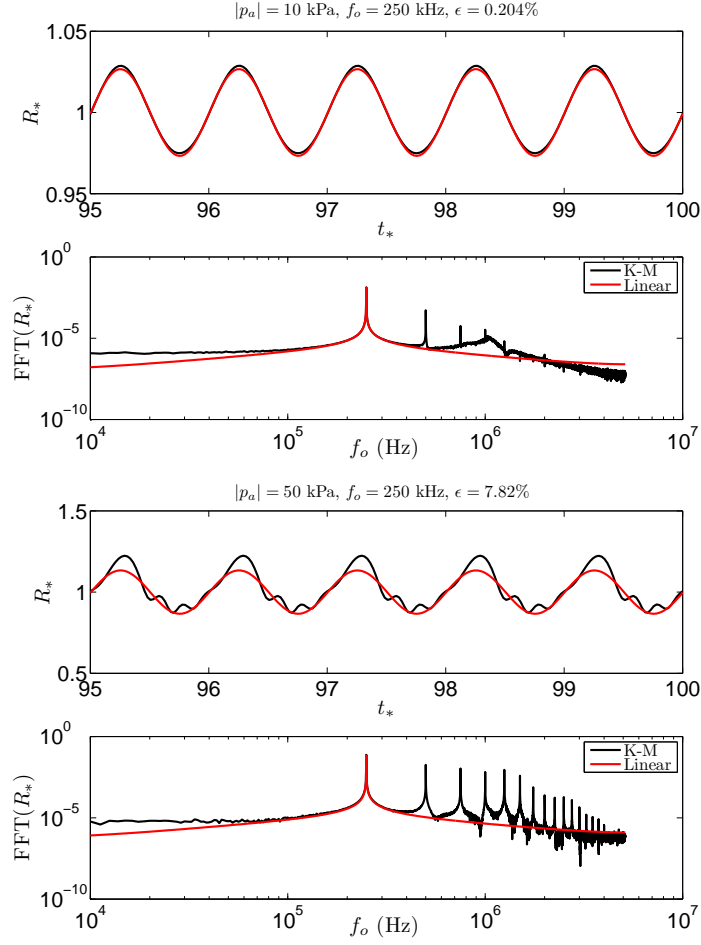 |p_a| = 10 kPa, f_o = 250 kHz, ϵ = 0.204%
1.05
1
0.95
R_*
95 96 97 98 99 100
t_*
10^0
10^−5
10^−10
FFT(R_*)
K-M
Linear
10^4 10^5 10^6 10^7
f_o (Hz)
|p_a| = 50 kPa, f_o = 250 kHz, ϵ = 7.82%
1.5
1
0.5
R_*
95 96 97 98 99 100
t_*
10^0
10^−5
10^−10
FFT(R_*)
K-M
Linear
10^4 10^5 10^6 10^7
f_o (Hz)